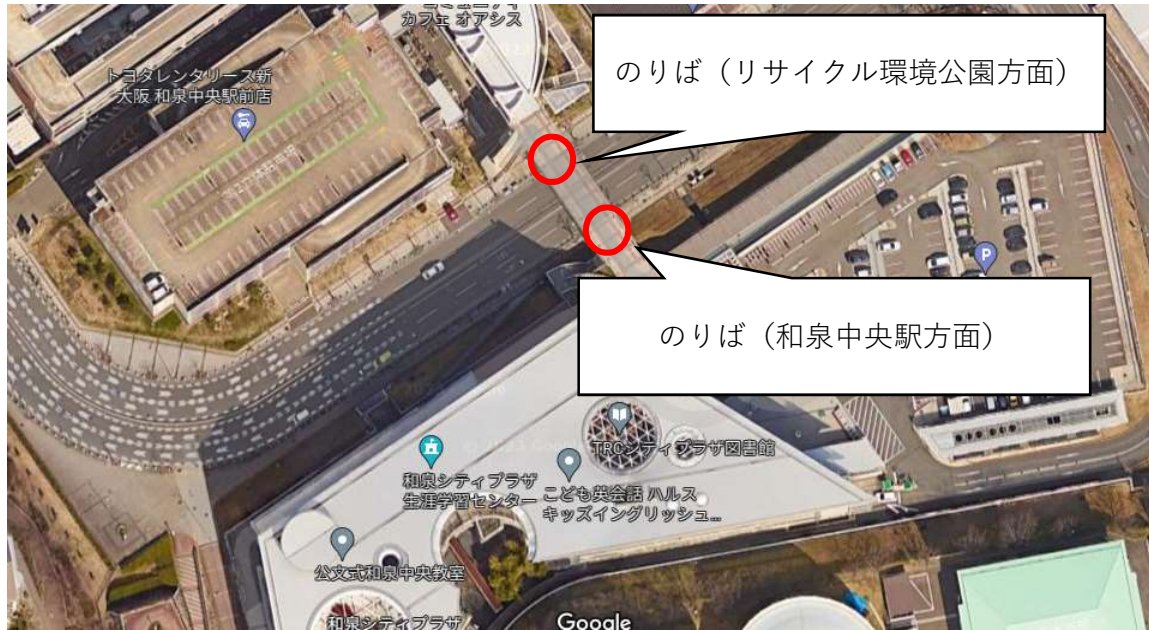 カフェ オアシス
のりば（リサイクル環境公園方面）
トヨタレンタリース新
大阪 和泉中央駅前店
P
のりば（和泉中央駅方面）
TRCシティプラザ図書館
和泉シティプラザ
生涯学習センター
こども英会話 ハルス
キッズイングリッシュ...
公文式和泉中央教室
和泉シティプラザ
Google